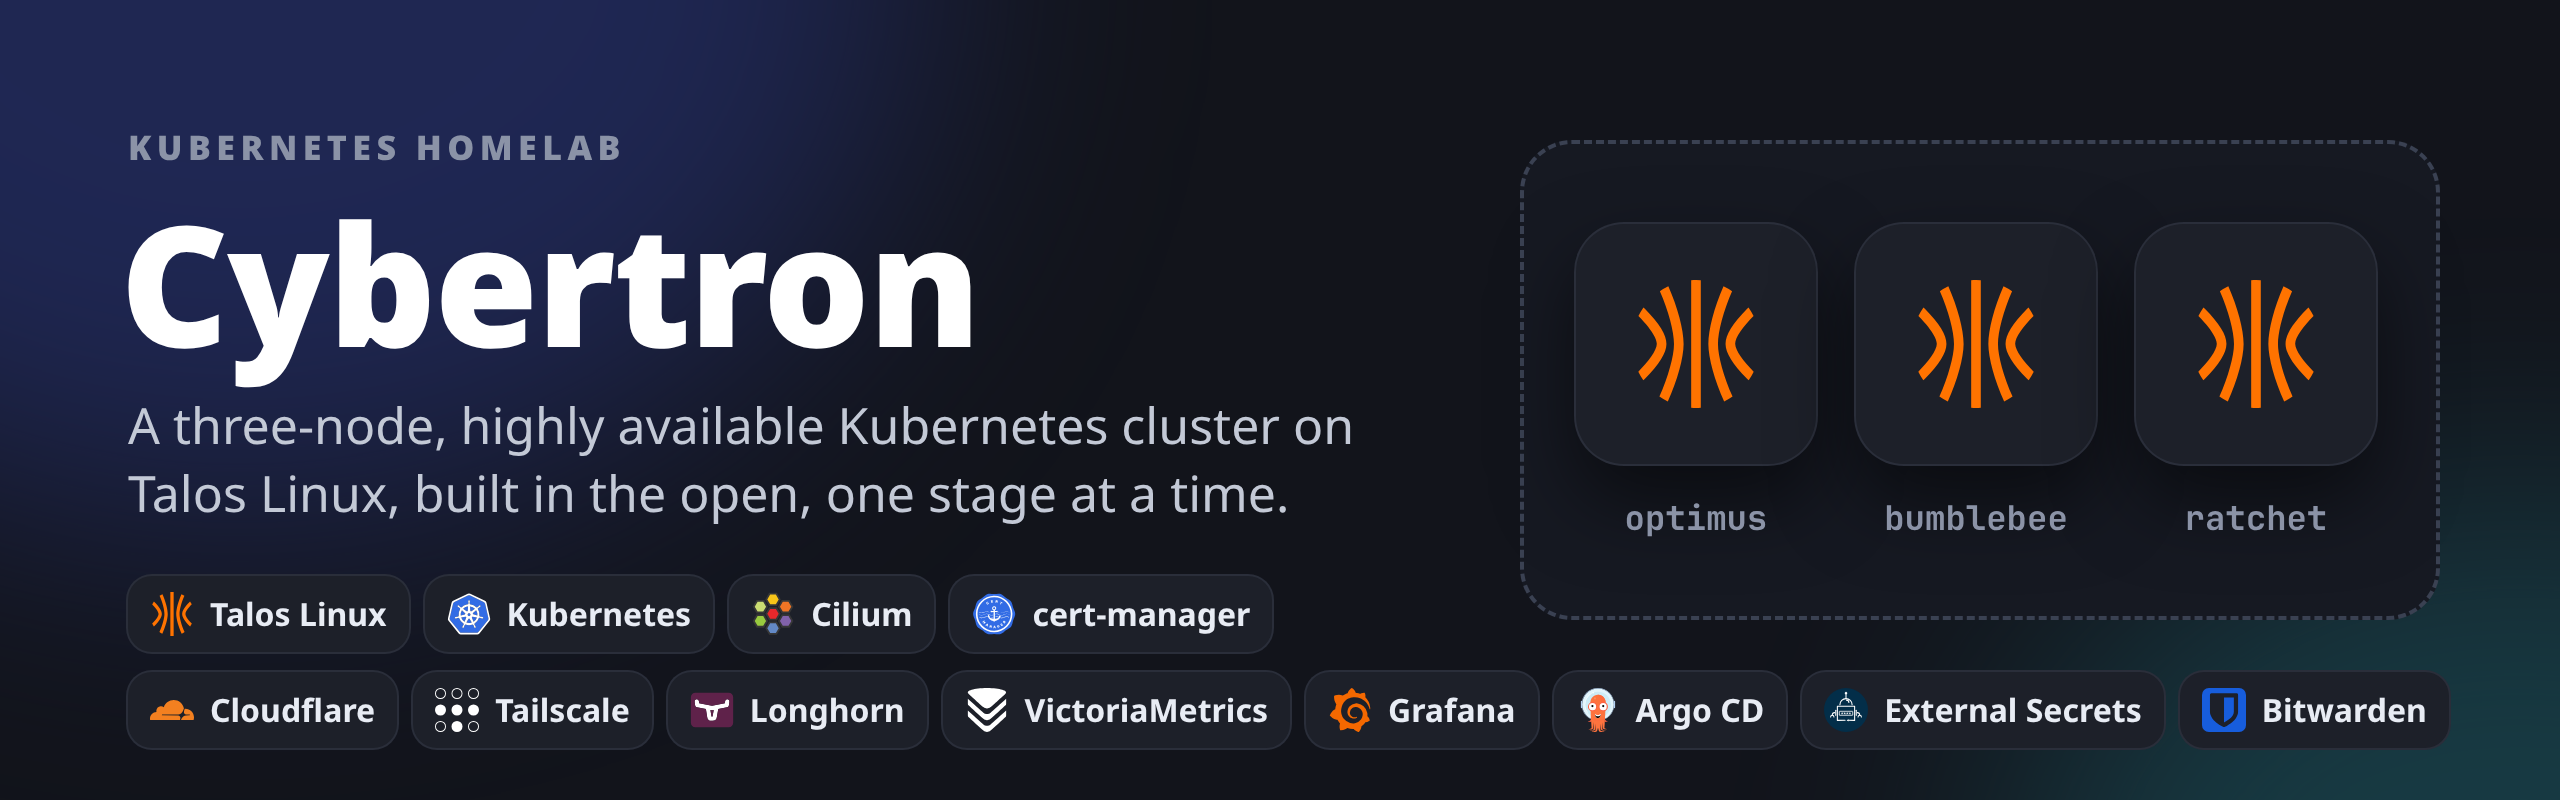 KUBERNETES HOMELAB
Cybertron
A three-node, highly available Kubernetes cluster on
Talos Linux, built in the open, one stage at a time.
optimus
bumblebee
ratchet
Talos Linux
Kubernetes
Cilium
cert-manager
Cloudflare
Tailscale
Longhorn
VictoriaMetrics
Grafana
Argo CD
External Secrets
Bitwarden